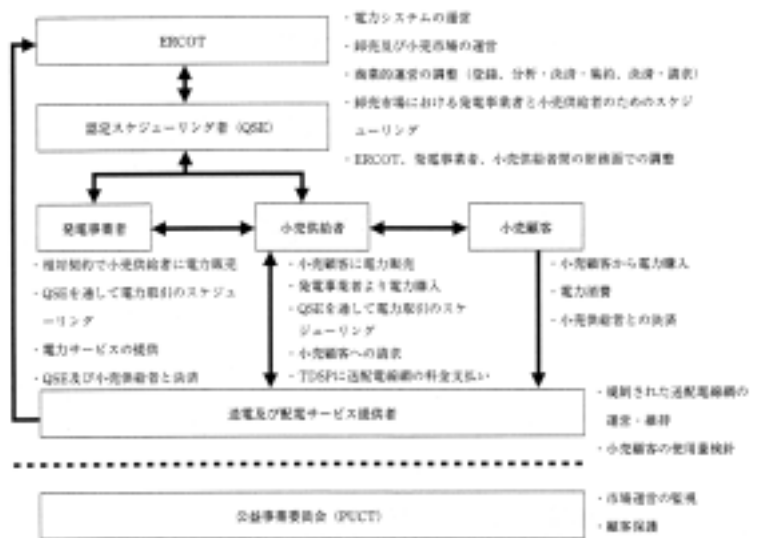 ・電力システムの運営
ERCOT
・卸売及び小売市場の運営
・商業的運営の調整(登録、分析・決済・集約、決済・請求)
・卸売市場における発電事業者と小売供給者のためのスケジ
ューリング
認定スケジューリング者(QSE)
・ERCOT、発電事業者、小売供給者間の財務面での調整
発電事業者
小売供給者
小売顧客
・相対契約で小売供給者に電力販売
・QSEを通して電力取引のスケジュ
ーリング
・電力サービスの提供
・QSE及び小売供給者と決済
・小売顧客に電力販売
・発電事業者より電力購入
・QSEを通して電力取引のスケ
ジューリング
・小売顧客への請求
・TDSPに送配電線網の料金支払い
・小売顧客から電力購入
・電力消費
・小売供給者との決済
送電及び配電サービス提供者
・規制された送配電線網の
運営・維持
・小売顧客の使用量検針
公益事業委員会(PUCT)
・市場運営の監視
・顧客保護